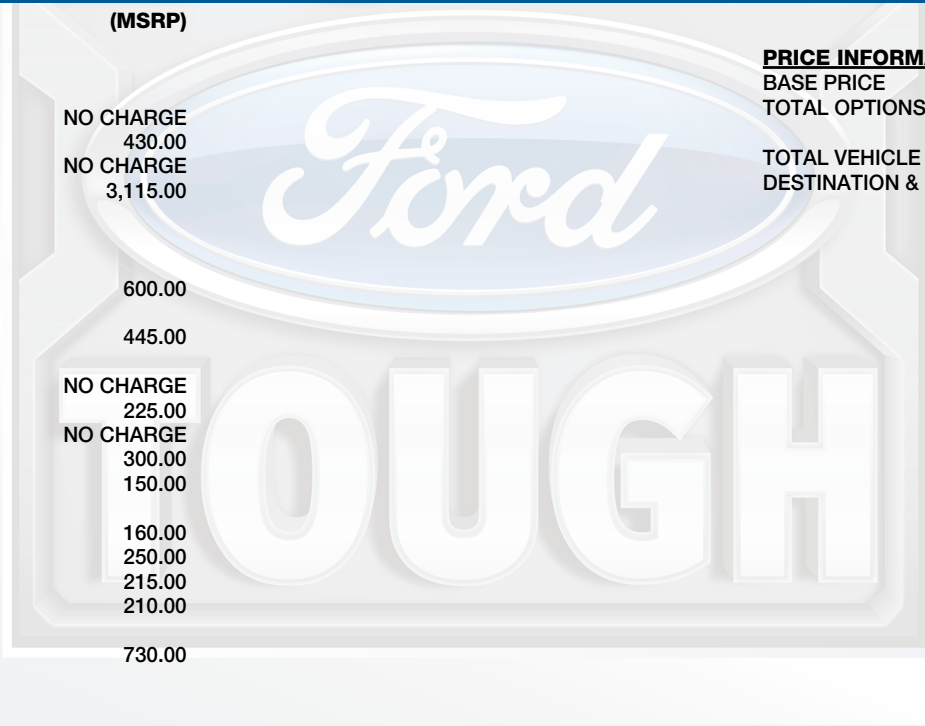 (MSRP)
NO CHARGE
430.00
NO CHARGE
3,115.00
600.00
445.00
NO CHARGE
225.00
NO CHARGE
300.00
150.00
160.00
250.00
215.00
210.00
730.00
PRICE INFORMA
BASE PRICE
TOTAL OPTIONS
TOTAL VEHICLE
DESTINATION &
Ford
TOUGH